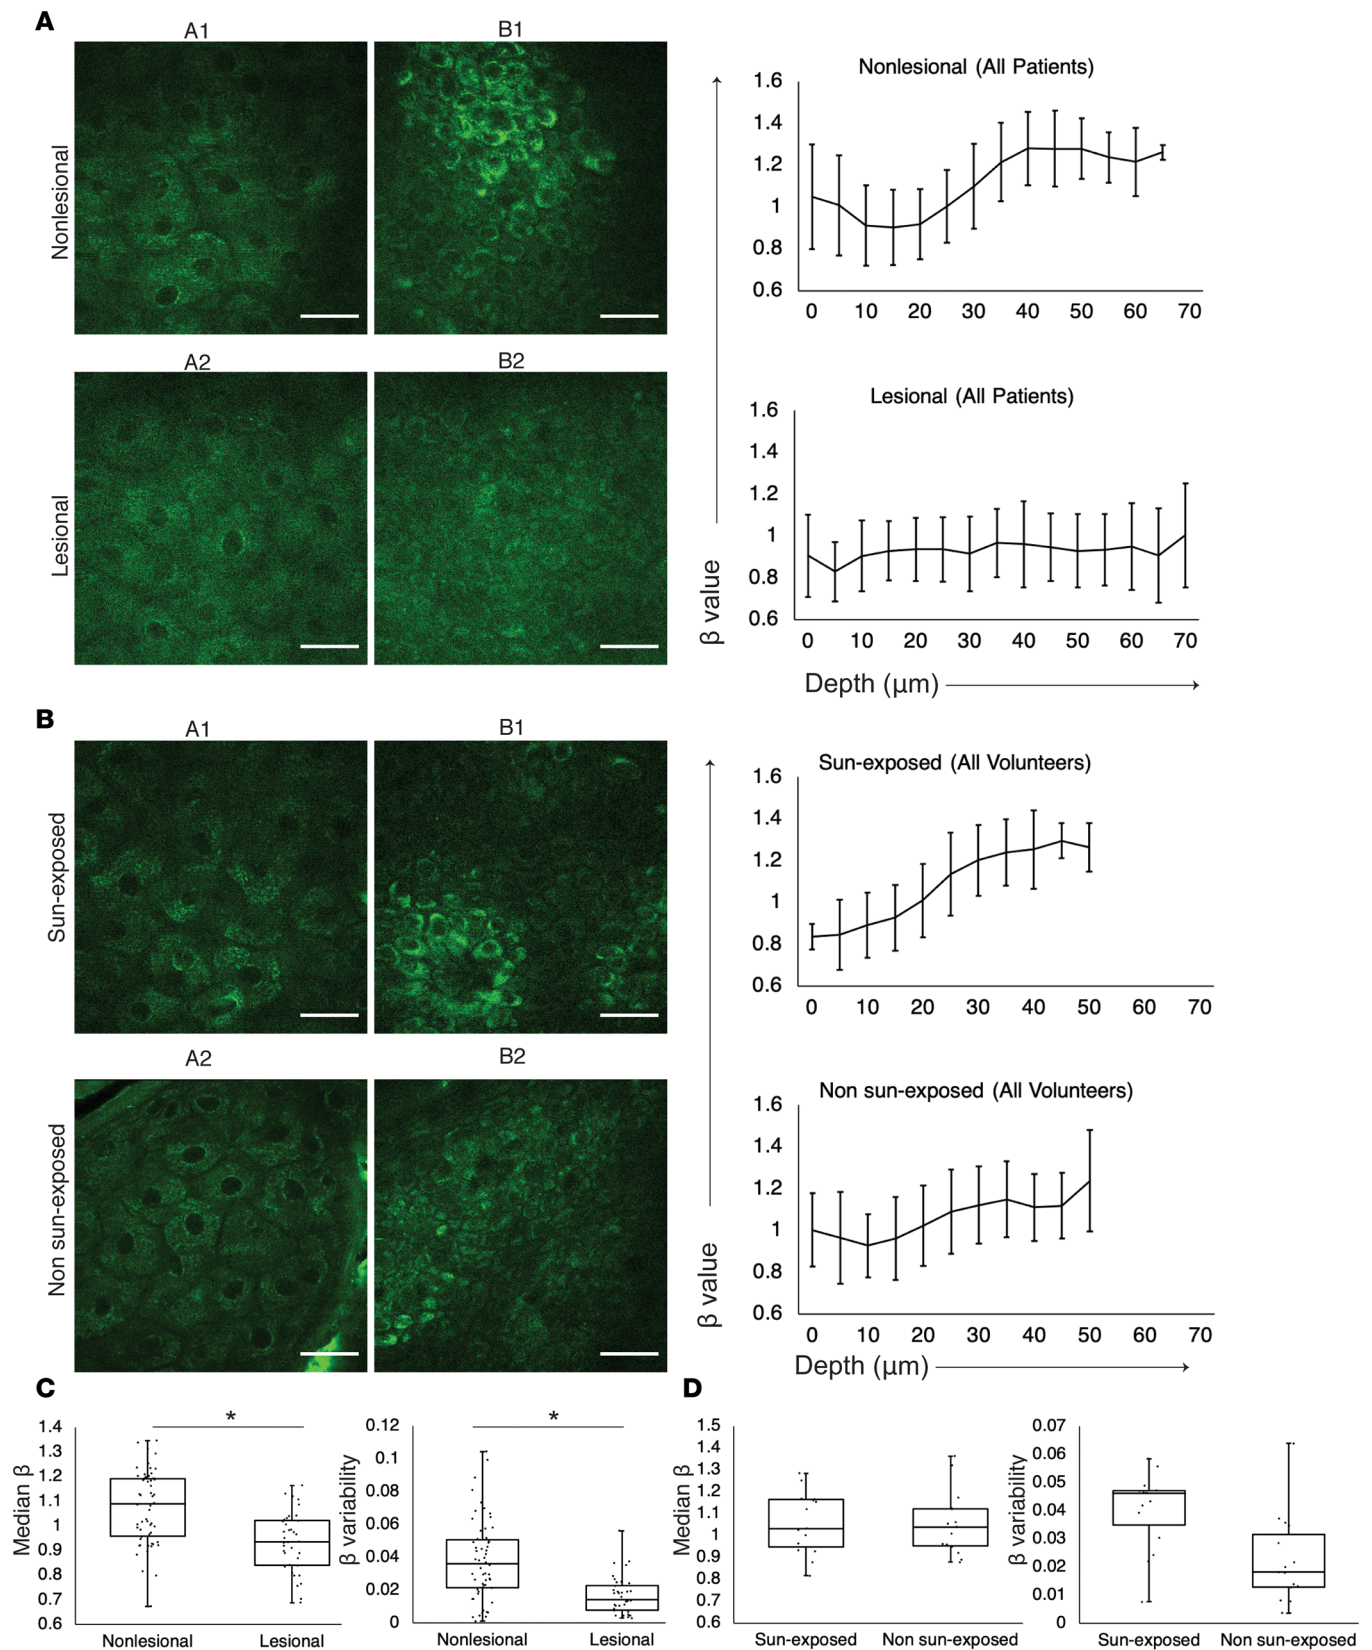 A
A1
B1
Nonlesional
Nonlesional (All Patients)
1.6
1.4
1.2
1
0.8
0.6
0 10 20 30 40 50 60 70
A2
B2
Lesional
Lesional (All Patients)
1.6
1.4
1.2
1
0.8
0.6
0 10 20 30 40 50 60 70
β value
Depth (μm)
B
A1
B1
Sun-exposed
Sun-exposed (All Volunteers)
1.6
1.4
1.2
1
0.8
0.6
0 10 20 30 40 50 60 70
A2
B2
Non sun-exposed
Non sun-exposed (All Volunteers)
1.6
1.4
1.2
1
0.8
0.6
0 10 20 30 40 50 60 70
β value
Depth (μm)
C
Median β
1.4
1.3
1.2
1.1
1
0.9
0.8
0.7
0.6
*
Nonlesional Lesional
β variability
0.12
0.1
0.08
0.06
0.04
0.02
0
*
Nonlesional Lesional
D
Median β
1.5
1.4
1.3
1.2
1.1
1
0.9
0.8
0.7
0.6
Sun-exposed Non sun-exposed
β variability
0.07
0.06
0.05
0.04
0.03
0.02
0.01
0
Sun-exposed Non sun-exposed